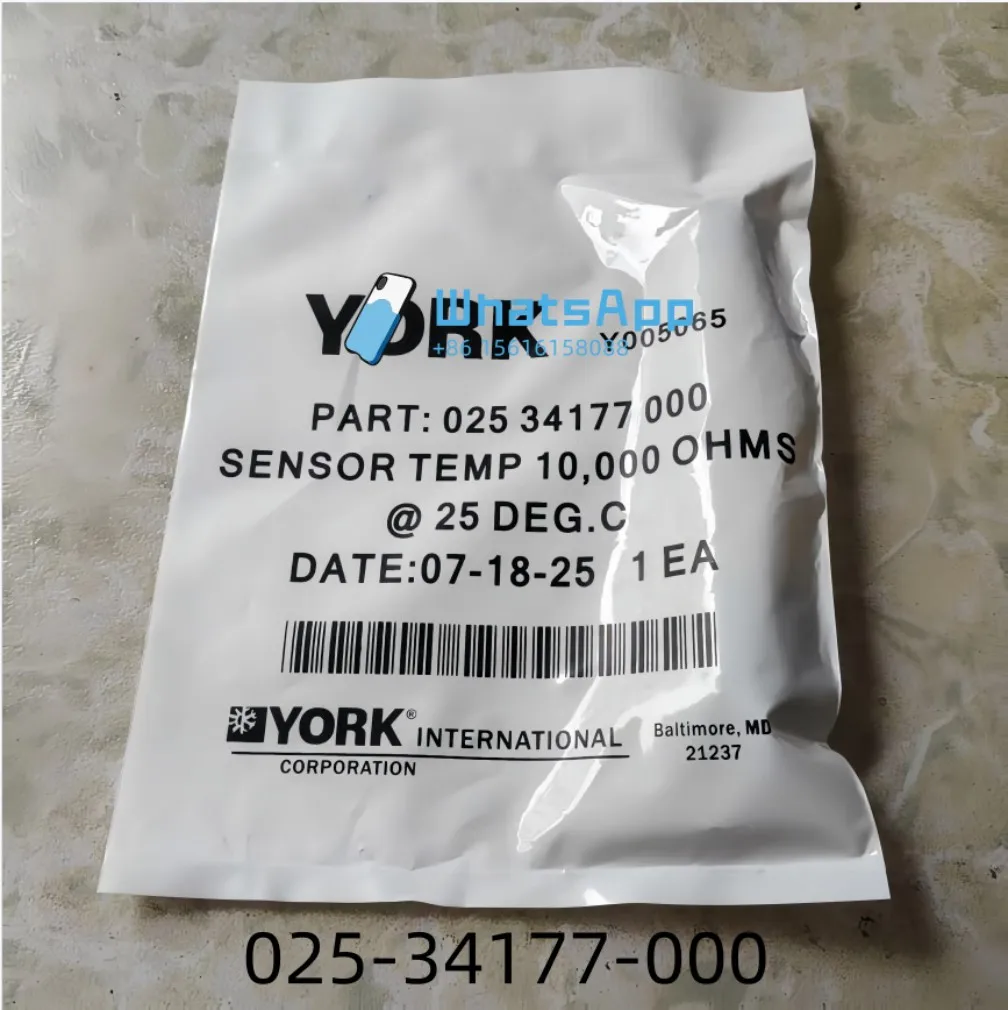 YORK
WhatsApp
+86 15616158088
Y005065
PART: 025 34177 000
SENSOR TEMP 10,000 OHMS
@ 25 DEG.C
DATE:07-18-25 1 EA
YORK® INTERNATIONAL
CORPORATION
Baltimore, MD
21237
025-34177-000